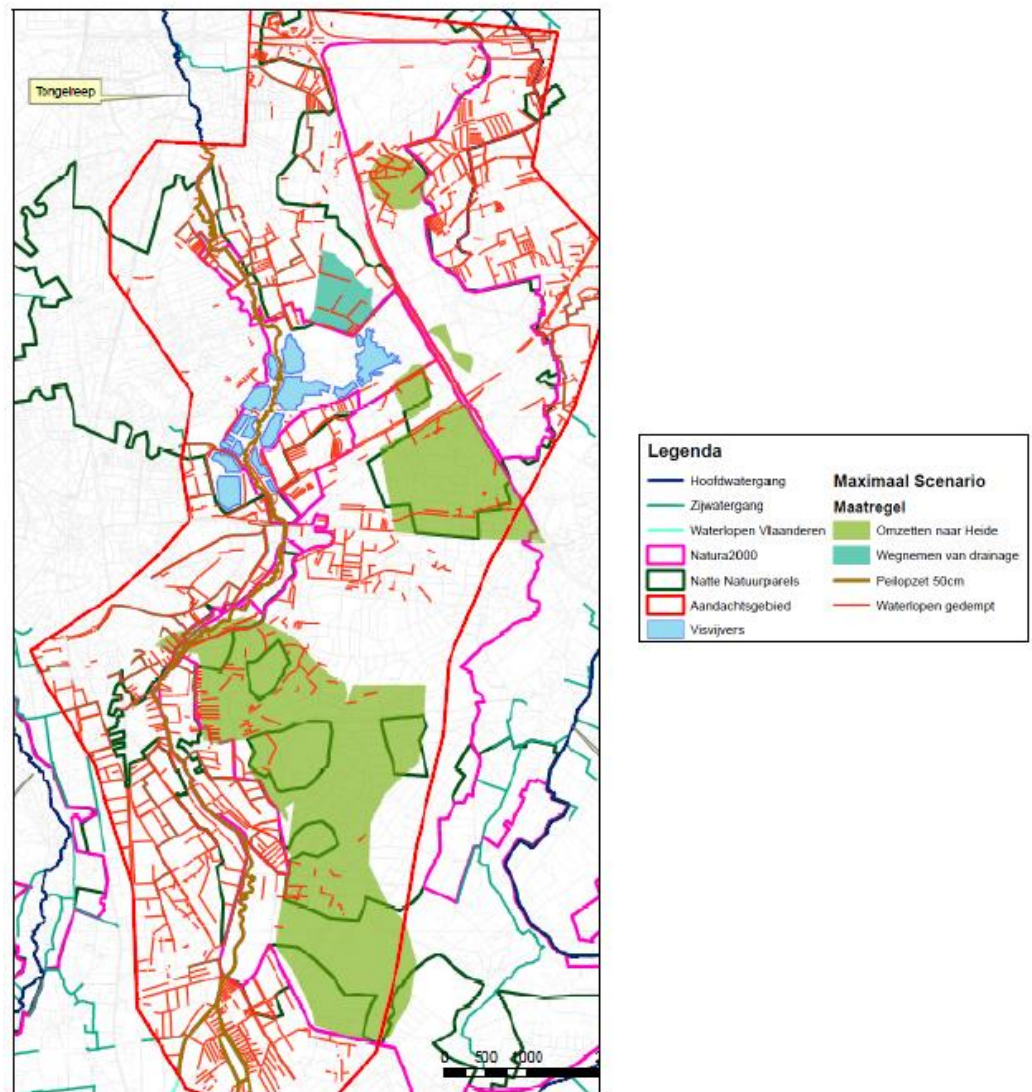 Tongelreep
0 500 1000
Legenda
Hoofdwatergang
Zijwatergang
Waterlopen Vlaanderen
Natura2000
Natte Natuurparels
Aandachtsgebied
Visvijvers
Maximaal Scenario
Maatregel
Omzetten naar Heide
Wegnemen van drainage
Peilopzet 50cm
Waterlopen gedempt